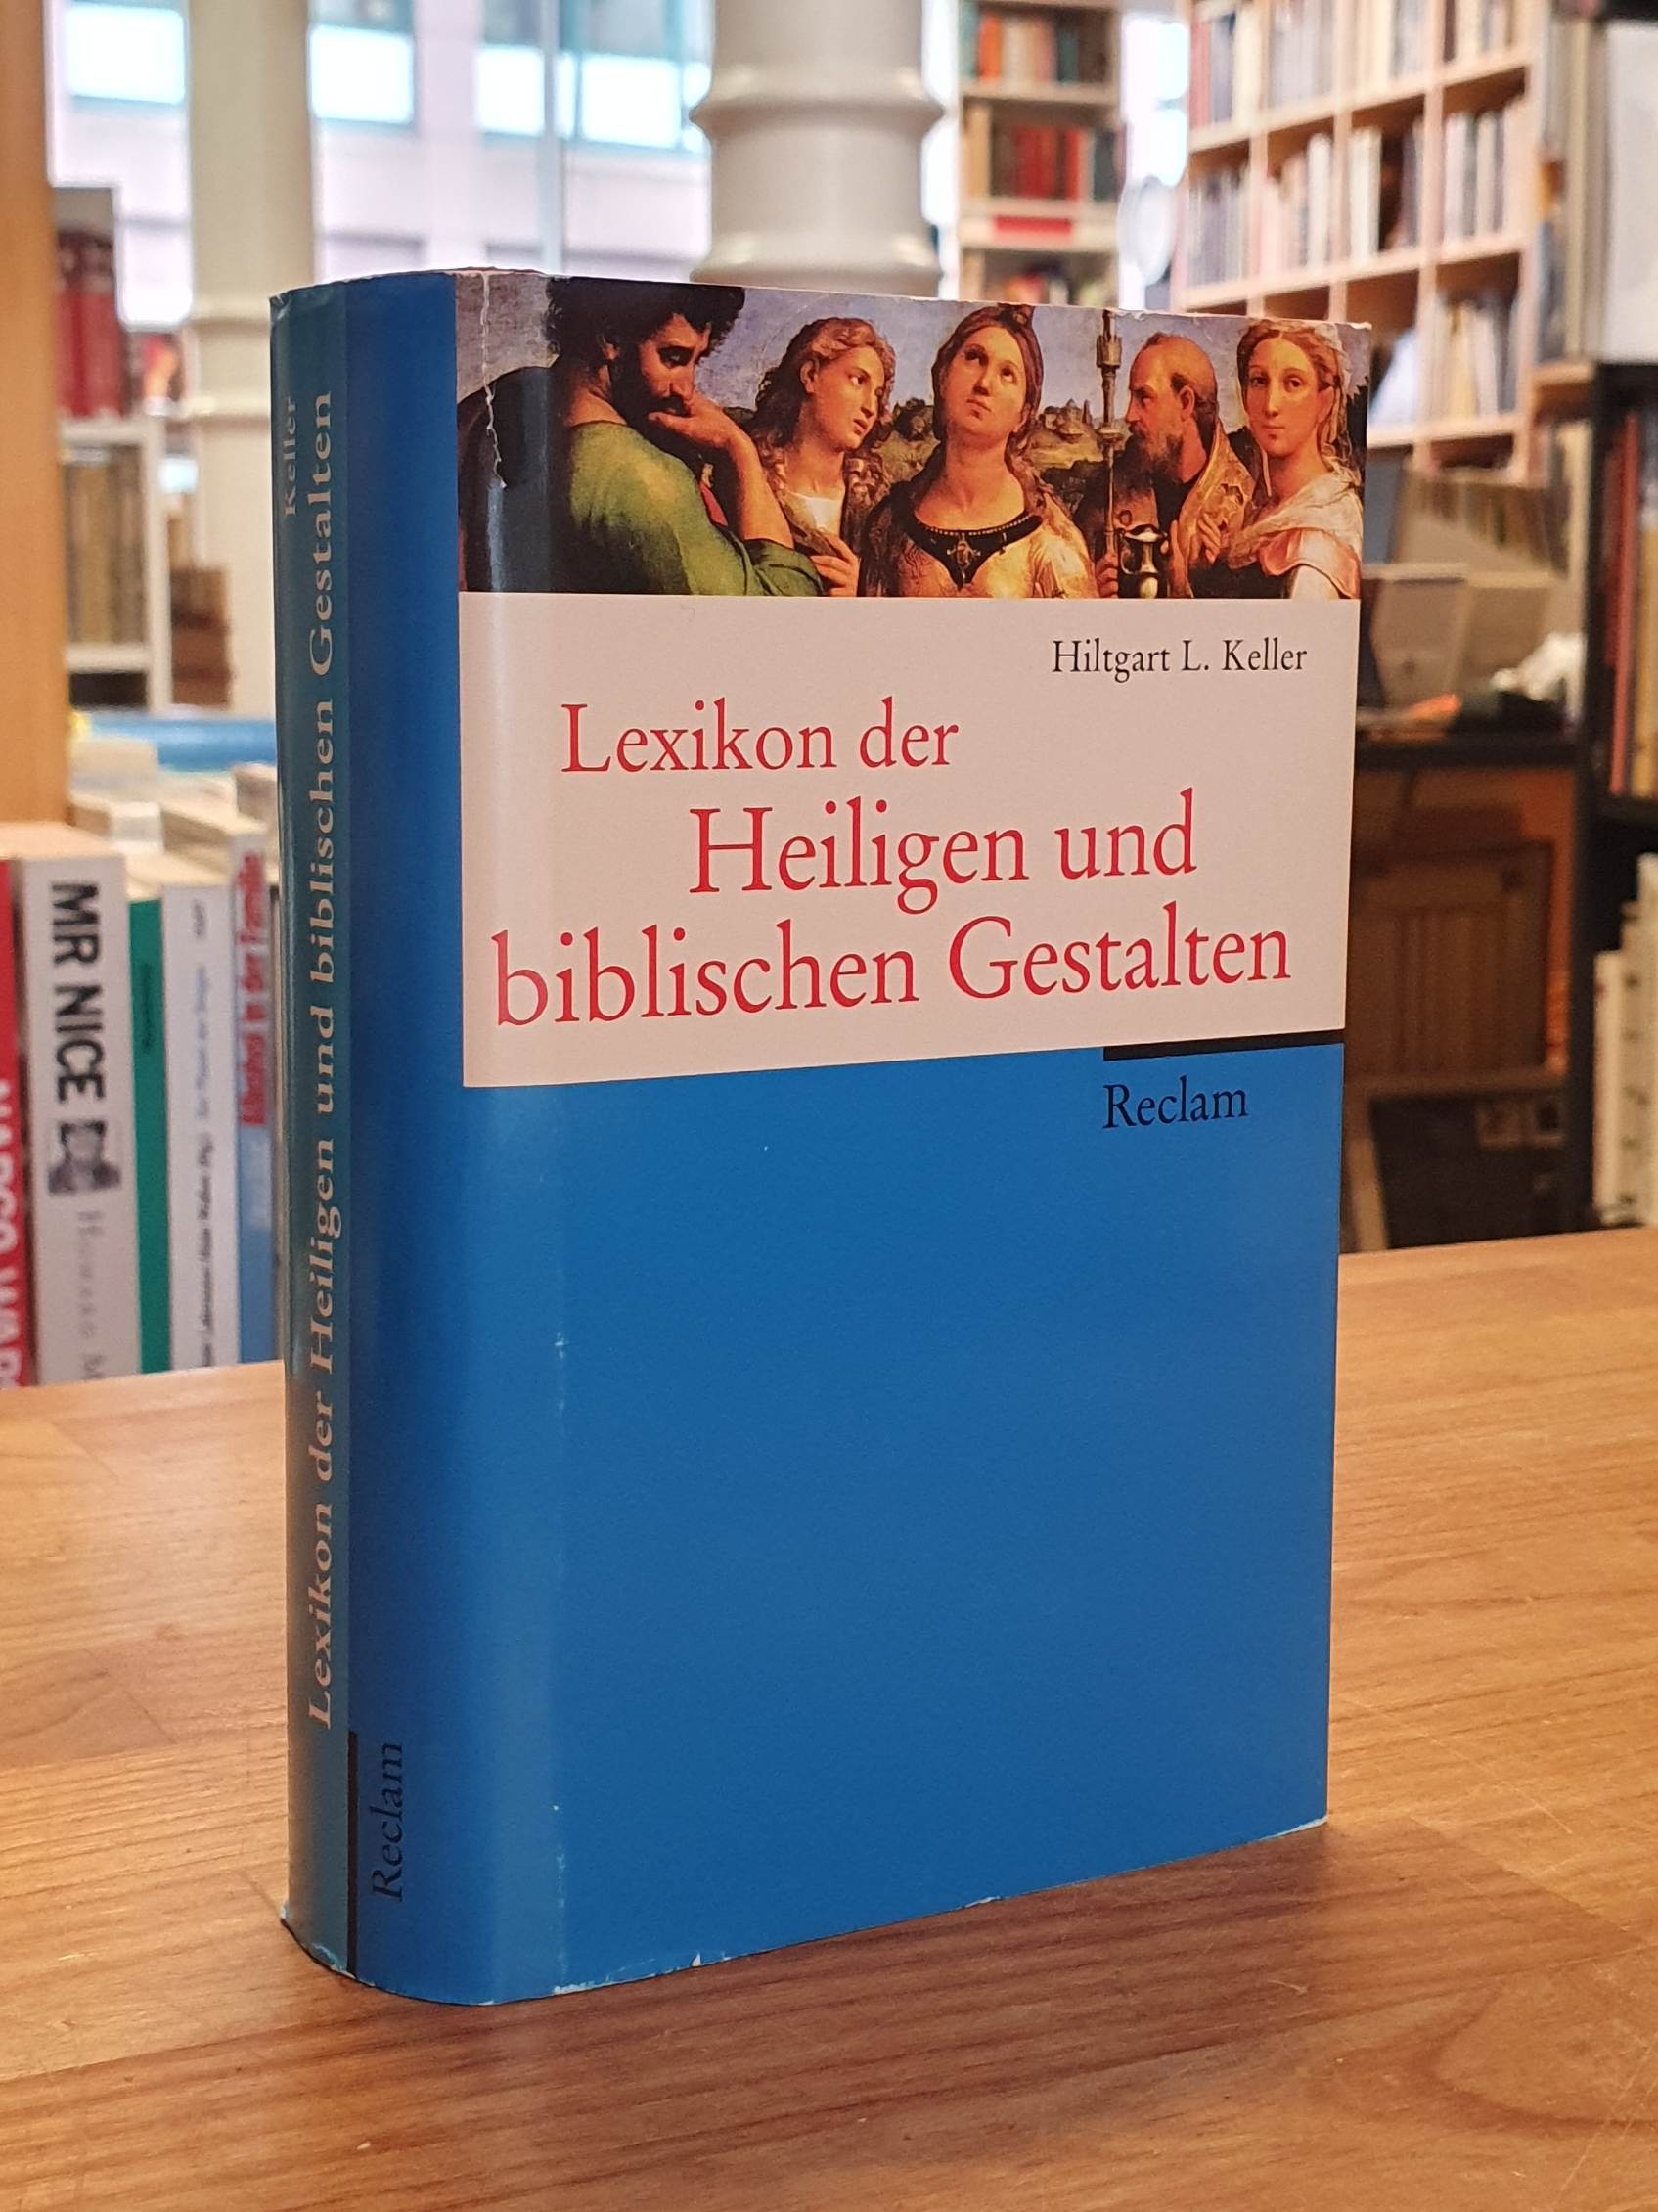 Hiltgart L. Keller
Lexikon der
Heiligen und
biblischen Gestalten
Reclam
Keller
Lexikon der Heiligen und biblischen Gestalten
Reclam
MR NICE